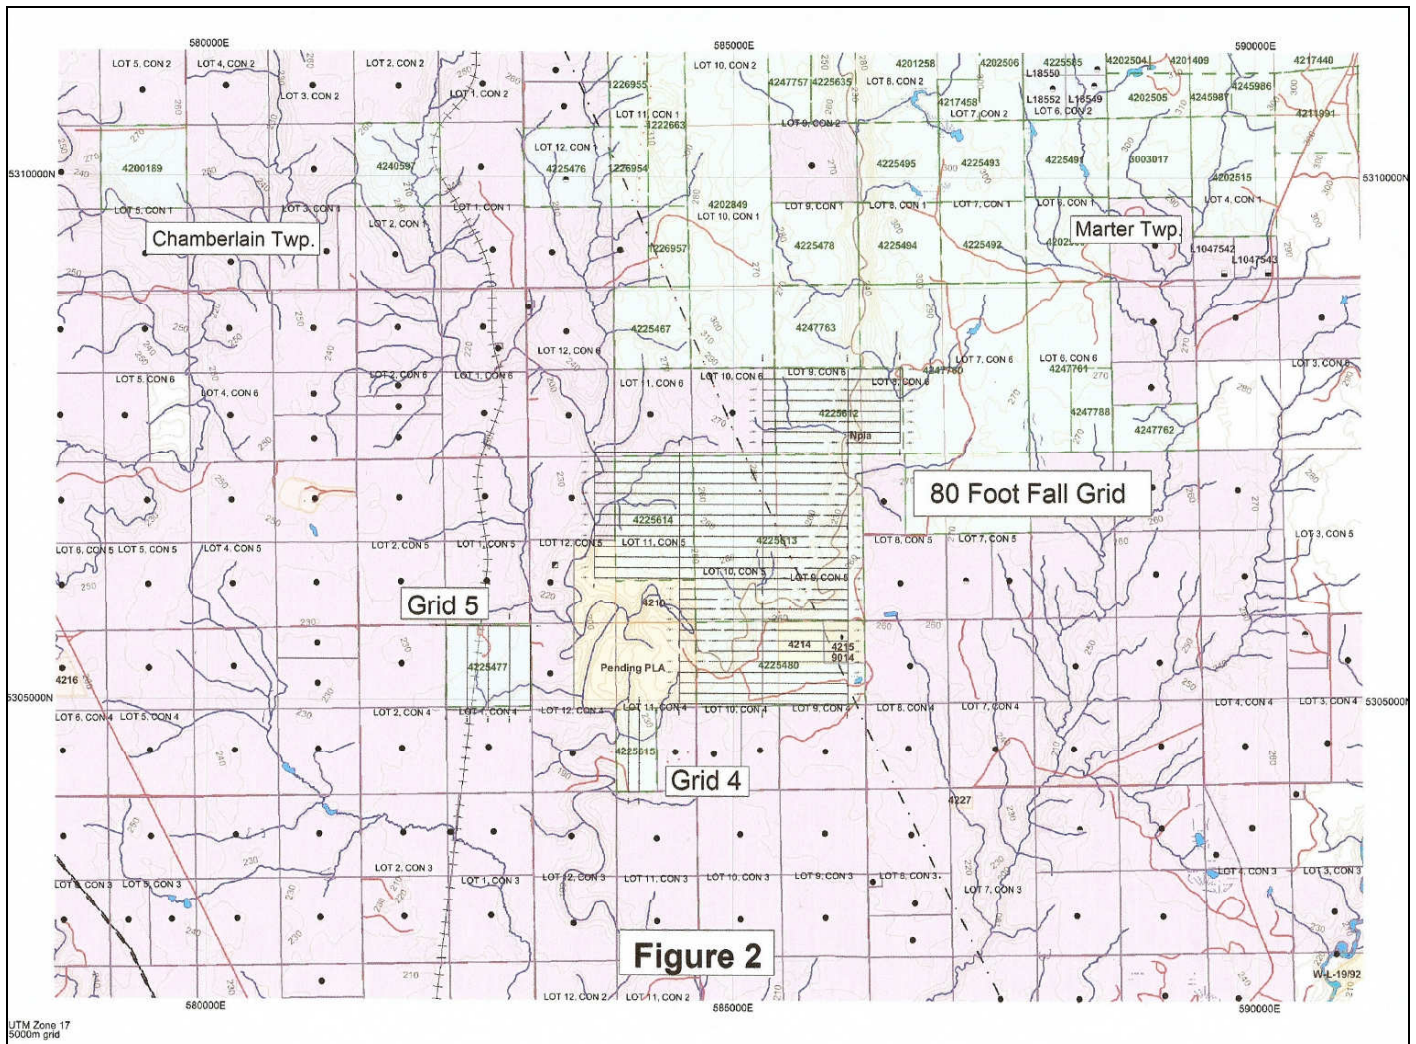 580000E
585000E
590000E
LOT 5, CON 2
LOT 4, CON 2
LOT 2, CON 2
LOT 10, CON 2
4201258
4202506
4225585
4202504
4201409
4217440
LOT 3, CON 2
LOT 1, CON 2
1226955
4247757
4225635
LOT 6, CON 2
L18550
4245986
4217458
L18552
L18549
4202505
4245987
LOT 11, CON 1
4222663
LOT 9, CON 2
LOT 7, CON 2
LOT 6, CON 2
4211991
LOT 12, CON 1
4200169
4240597
4225476
1226954
4225495
4225493
4225491
3003017
4202515
5310000N
5310000N
LOT 5, CON 1
LOT 3, CON 1
LOT 1, CON 1
4202849
LOT 10, CON 1
LOT 9, CON 1
LOT 8, CON 1
LOT 7, CON 1
LOT 6, CON 1
LOT 4, CON 1
LOT 2, CON 1
Chamberlain Twp.
Marter Twp.
1226957
4225478
4225494
4225492
L1047542
L1047543
4225467
4247763
LOT 12, CON 6
LOT 7, CON 6
LOT 6, CON 6
LOT 3, CON 6
4247760
4247761
LOT 5, CON 6
LOT 4, CON 6
LOT 2, CON 6
LOT 1, CON 6
LOT 11, CON 6
LOT 10, CON 6
LOT 9, CON 6
LOT 8, CON 6
4225612
4247788
4247762
Npla
80 Foot Fall Grid
4225614
4225613
LOT 6, CON 5
LOT 5, CON 5
LOT 4, CON 5
LOT 2, CON 5
LOT 1, CON 5
LOT 12, CON 5
LOT 11, CON 5
LOT 8, CON 5
LOT 7, CON 5
LOT 3, CON 5
LOT 10, CON 5
LOT 9, CON 5
Grid 5
4210
4214
4215
9014
4225477
Pending PLA
4225480
4216
5305000N
5305000N
LOT 6, CON 4
LOT 5, CON 4
LOT 2, CON 4
LOT 1, CON 4
LOT 12, CON 4
LOT 11, CON 4
LOT 10, CON 4
LOT 9, CON 4
LOT 8, CON 4
LOT 7, CON 4
LOT 4, CON 4
LOT 3, CON 4
4225615
Grid 4
4227
LOT 6, CON 3
LOT 5, CON 3
LOT 2, CON 3
LOT 1, CON 3
LOT 12, CON 3
LOT 11, CON 3
LOT 10, CON 3
LOT 9, CON 3
LOT 8, CON 3
LOT 7, CON 3
LOT 4, CON 3
LOT 3, CON 3
Figure 2
W-L-19/92
LOT 12, CON 2
LOT 11, CON 2
580000E
585000E
590000E
UTM Zone 17
5000m grid